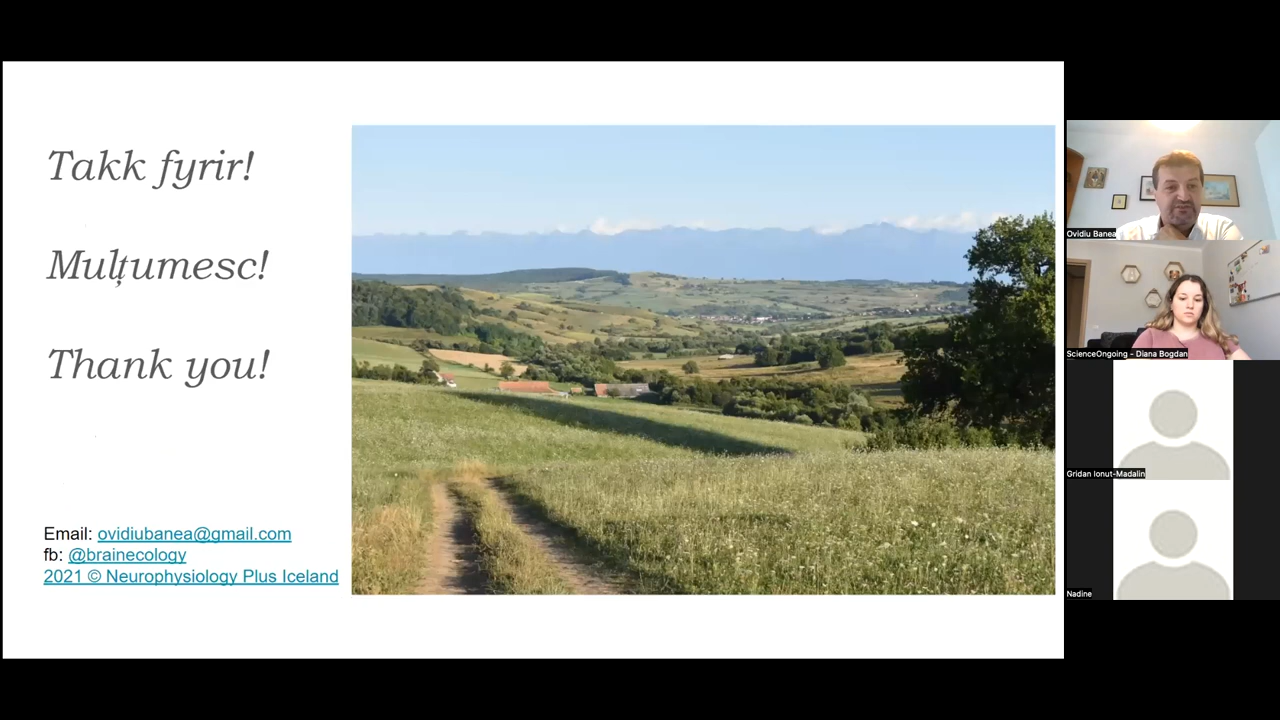 Takk fyrir!
Mulțumesc!
Thank you!
Email: ovidiubanea@gmail.com
fb: @brainecology
2021 © Neurophysiology Plus Iceland
Ovidiu Banea
ScienceOngoing - Diana Bogdan
Gridan Ionut-Madalin
Nadine